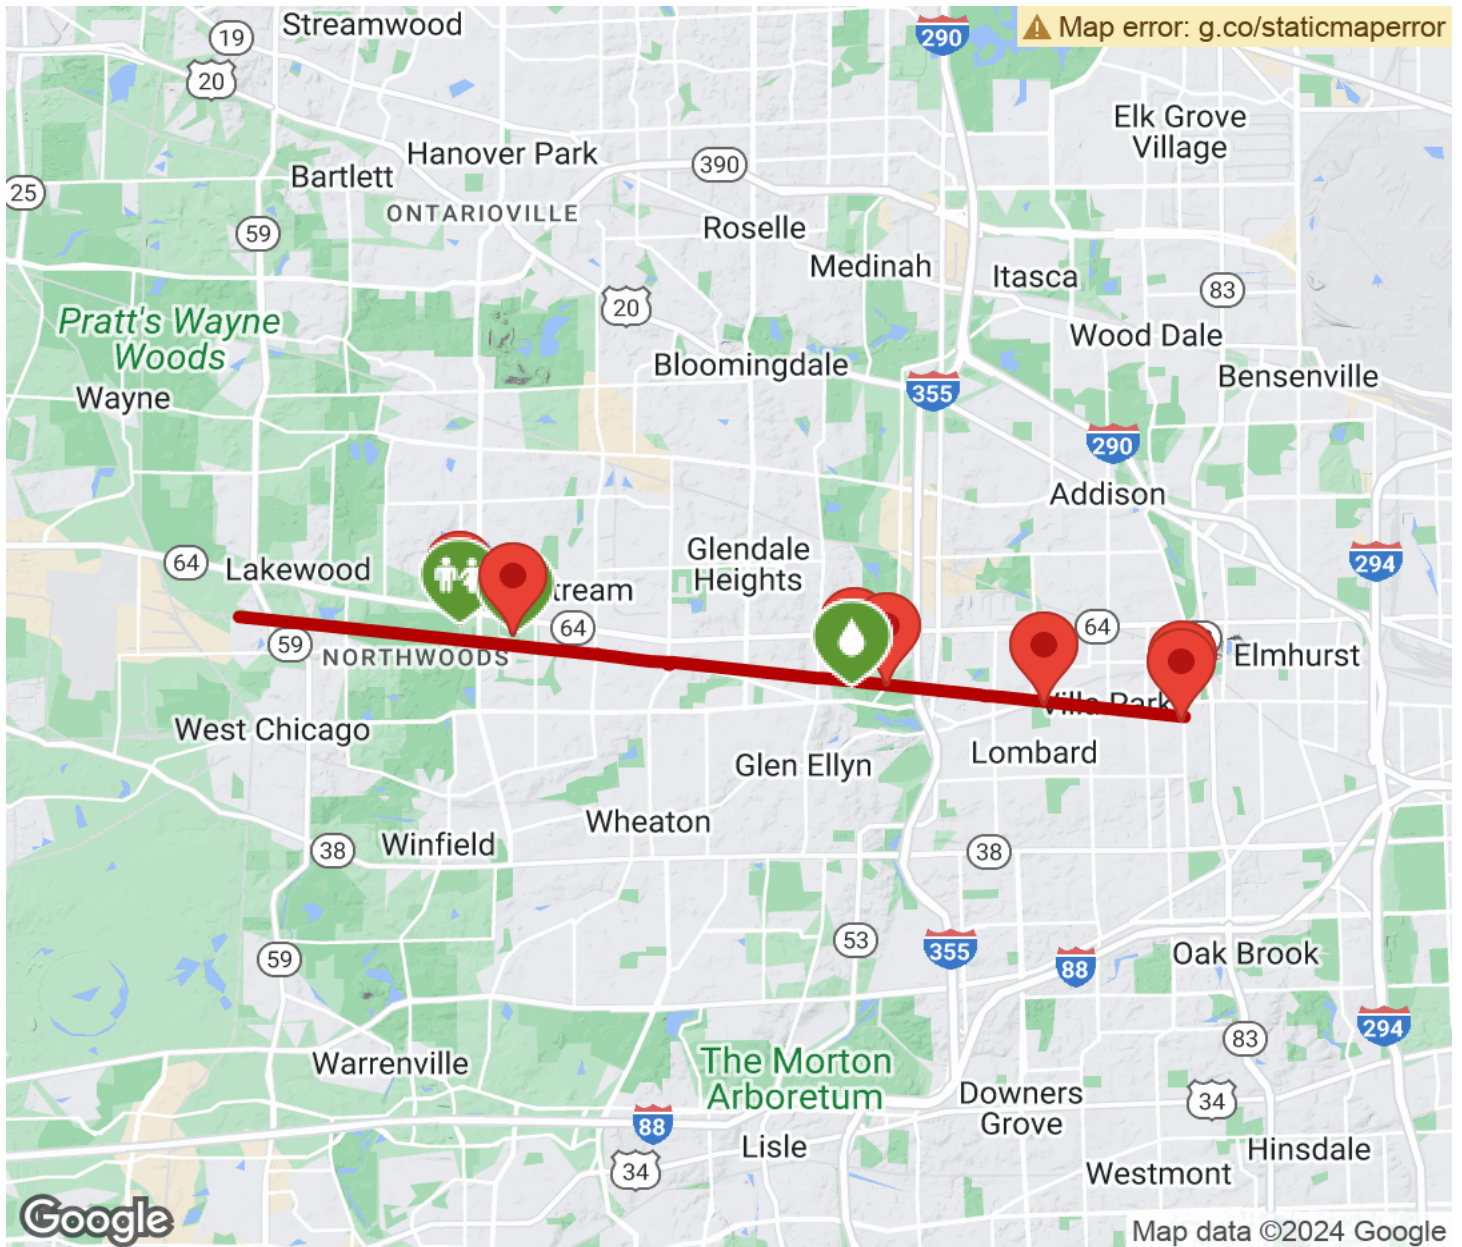 19
Streamwood
290
Map error: g.co/staticmaperror
20
Elk Grove
Village
Hanover Park
390
Bartlett
25
ONTARIOVILLE
59
Roselle
Medinah
Itasca
83
20
Pratt's Wayne
Woods
Wood Dale
Bloomingdale
Bensenville
355
Wayne
290
Addison
64
Lakewood
Glendale
Heights
294
tream
64
64
59
NORTHWOODS
Elmhurst
Villa Park
West Chicago
Lombard
Glen Ellyn
Wheaton
38
Winfield
38
53
355
59
88
Oak Brook
294
83
Warrenville
The Morton
Arboretum
Downers
Grove
34
88
Lisle
Hinsdale
34
Westmont
Google
Map data ©2024 Google